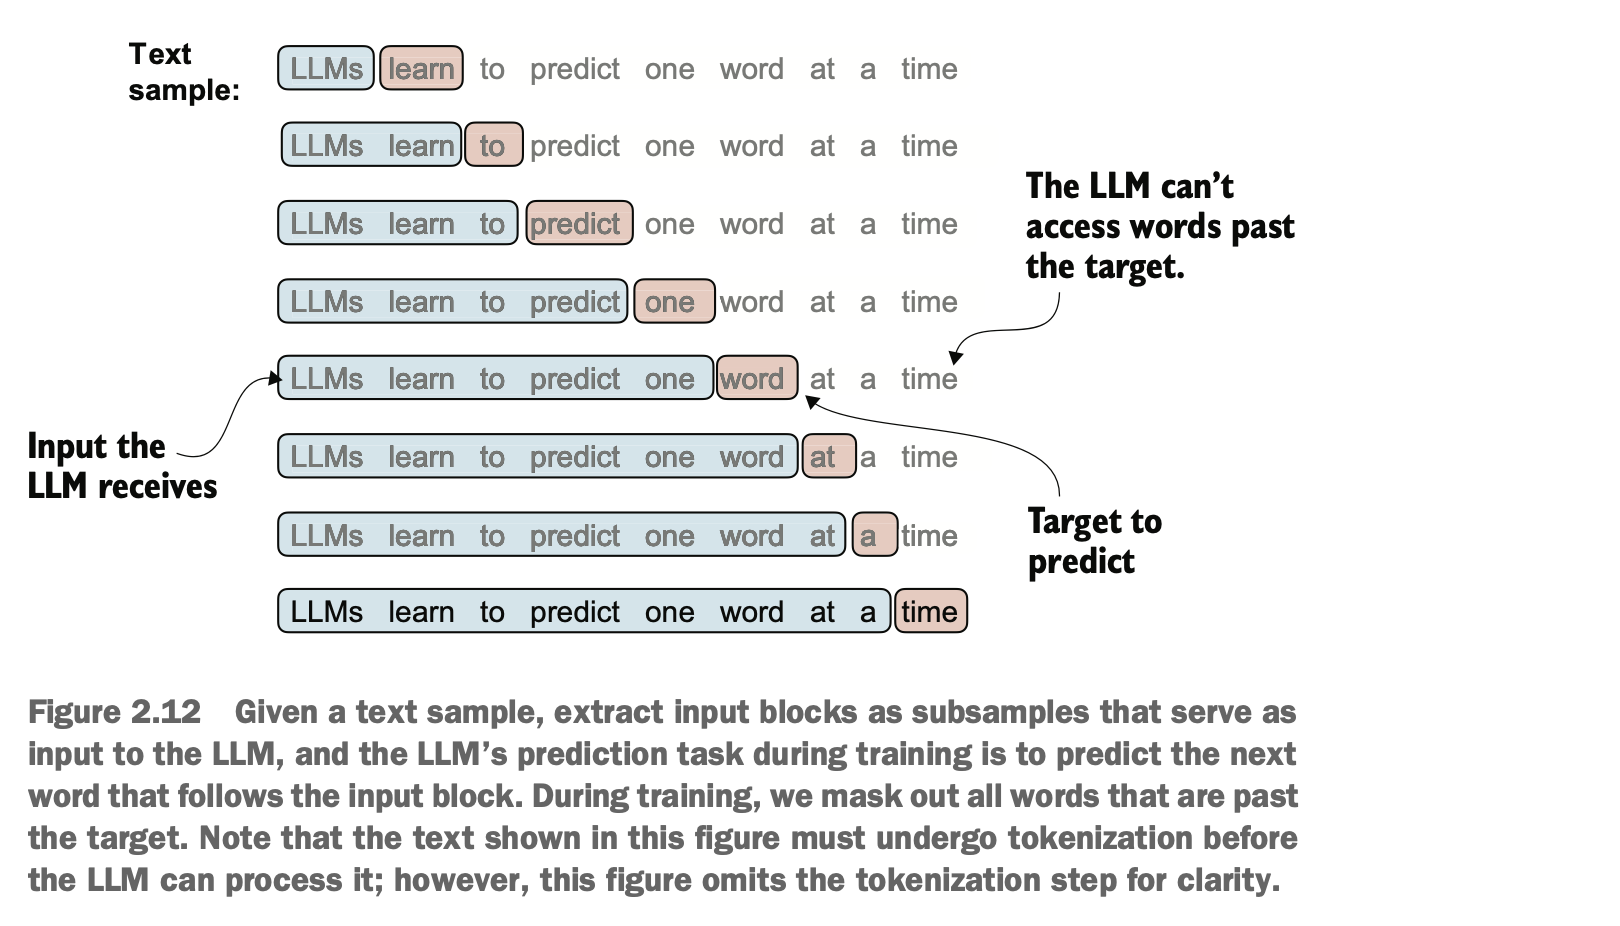 Text
sample:
LLMs learn to predict one word at a time
LLMs learn to predict one word at a time
LLMs learn to predict one word at a time
LLMs learn to predict one word at a time
LLMs learn to predict one word at a time
LLMs learn to predict one word at a time
LLMs learn to predict one word at a time
LLMs learn to predict one word at a time
The LLM can’t
access words past
the target.
Input the
LLM receives
Target to
predict
Figure 2.12 Given a text sample, extract input blocks as subsamples that serve as
input to the LLM, and the LLM’s prediction task during training is to predict the next
word that follows the input block. During training, we mask out all words that are past
the target. Note that the text shown in this figure must undergo tokenization before
the LLM can process it; however, this figure omits the tokenization step for clarity.